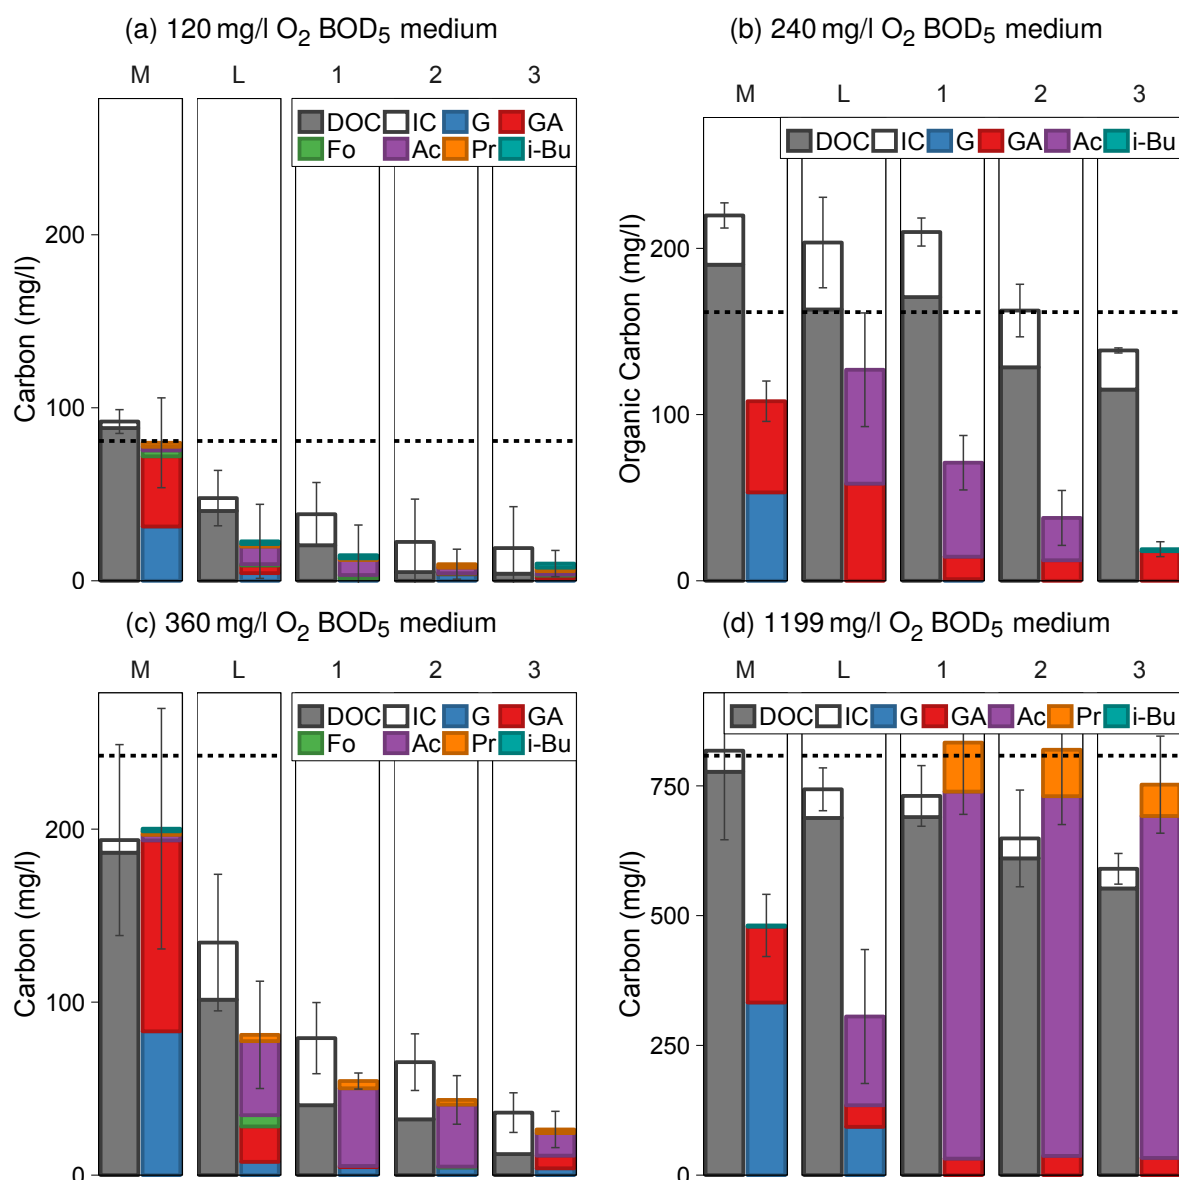 (a) 120 mg/l O2 BOD5 medium
M L 1 2 3
DOC IC G GA
Fo Ac Pr i-Bu
Carbon (mg/l)
200
100
0
(b) 240 mg/l O2 BOD5 medium
M L 1 2 3
DOC IC G GA Ac i-Bu
Organic Carbon (mg/l)
200
100
0
(c) 360 mg/l O2 BOD5 medium
M L 1 2 3
DOC IC G GA
Fo Ac Pr i-Bu
Carbon (mg/l)
200
100
0
(d) 1199 mg/l O2 BOD5 medium
M L 1 2 3
DOC IC G GA Ac Pr i-Bu
Carbon (mg/l)
750
500
250
0